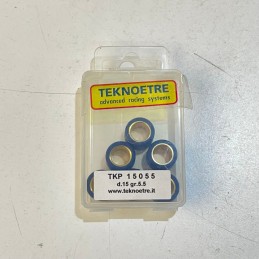 TEKNOETRE
advanced racing systems
TKP 15055
d.15 gr.5.5
www.teknoetre.it